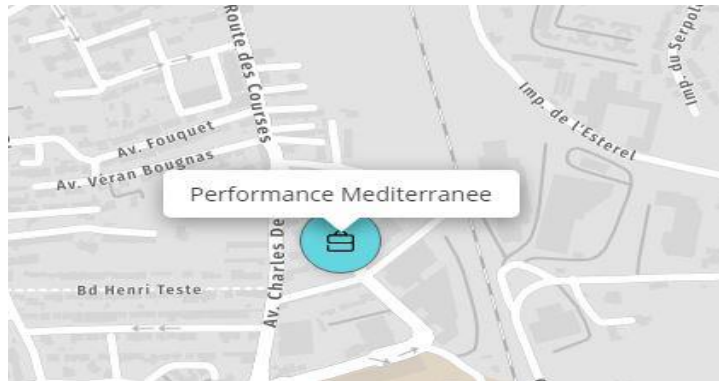 Route des Courses
Imp. du Serpol
Imp. de l'Esterel
Av. Fouquet
Av. Véran Bougnas
Performance Mediterranee
Av. Charles De
Bd Henri Teste